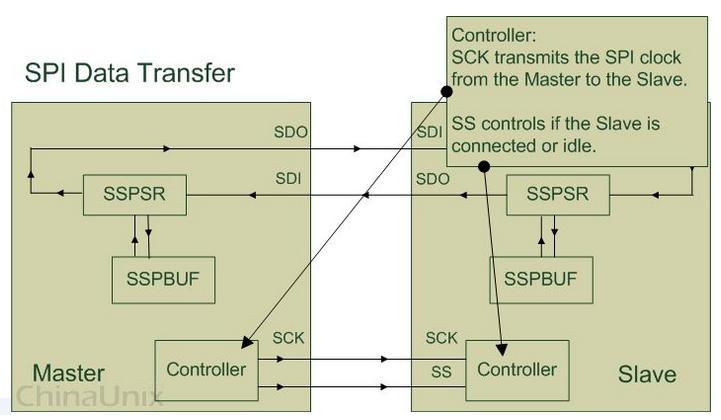 Controller:
SCK transmits the SPI clock
from the Master to the Slave.
SS controls if the Slave is
connected or idle.
SPI Data Transfer
SDO
SDI
SDI
SDO
SSPSR
SSPSR
SSPBUF
SSPBUF
SCK
SCK
Controller
SS
Controller
Master
Slave
ChinaUnix